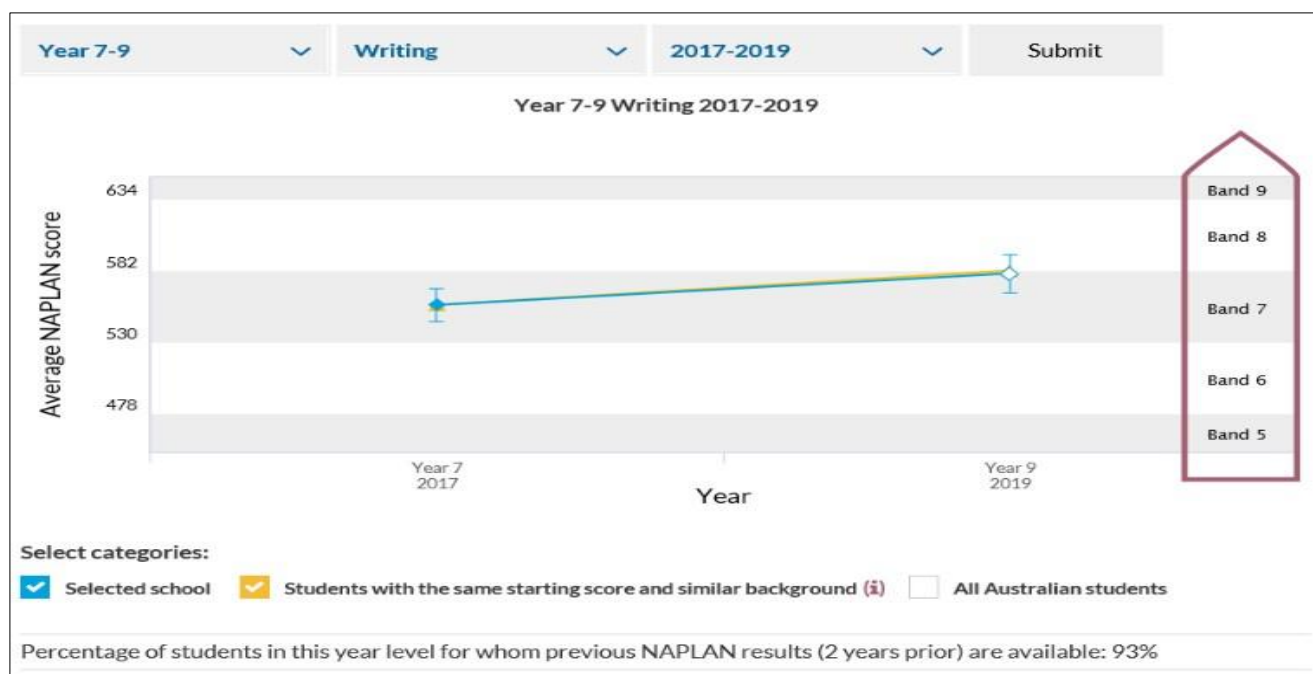 Year 7-9 Writing 2017-2019 Submit
Year 7-9 Writing 2017-2019
Average NAPLAN score
634
582
530
478
Band 9
Band 8
Band 7
Band 6
Band 5
Year 7
2017
Year 9
2019
Year
Select categories:
Selected school Students with the same starting score and similar background (i) All Australian students
Percentage of students in this year level for whom previous NAPLAN results (2 years prior) are available: 93%